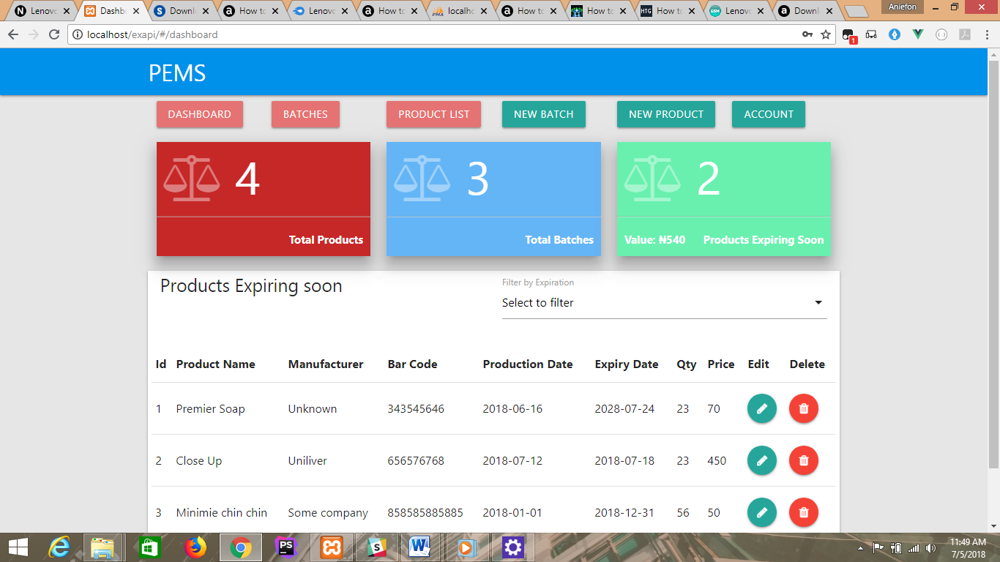 Lenovo
Dashb
Downlo
How to
Lenovo
How to
localho
How to
How to
How to
Lenovo
Downl
Aniefon
localhost/exapi/#/dashboard
1
PEMS
DASHBOARD
BATCHES
PRODUCT LIST
NEW BATCH
NEW PRODUCT
ACCOUNT
4
Total Products
3
Total Batches
2
Value: ₦540 Products Expiring Soon
Products Expiring soon
Filter by Expiration
Select to filter
Id Product Name Manufacturer Bar Code Production Date Expiry Date Qty Price Edit Delete
1 Premier Soap Unknown 343545646 2018-06-16 2028-07-24 23 70
2 Close Up Uniliver 656576768 2018-07-12 2018-07-18 23 450
3 Minimie chin chin Some company 858585885885 2018-01-01 2018-12-31 56 50
11:49 AM
7/5/2018